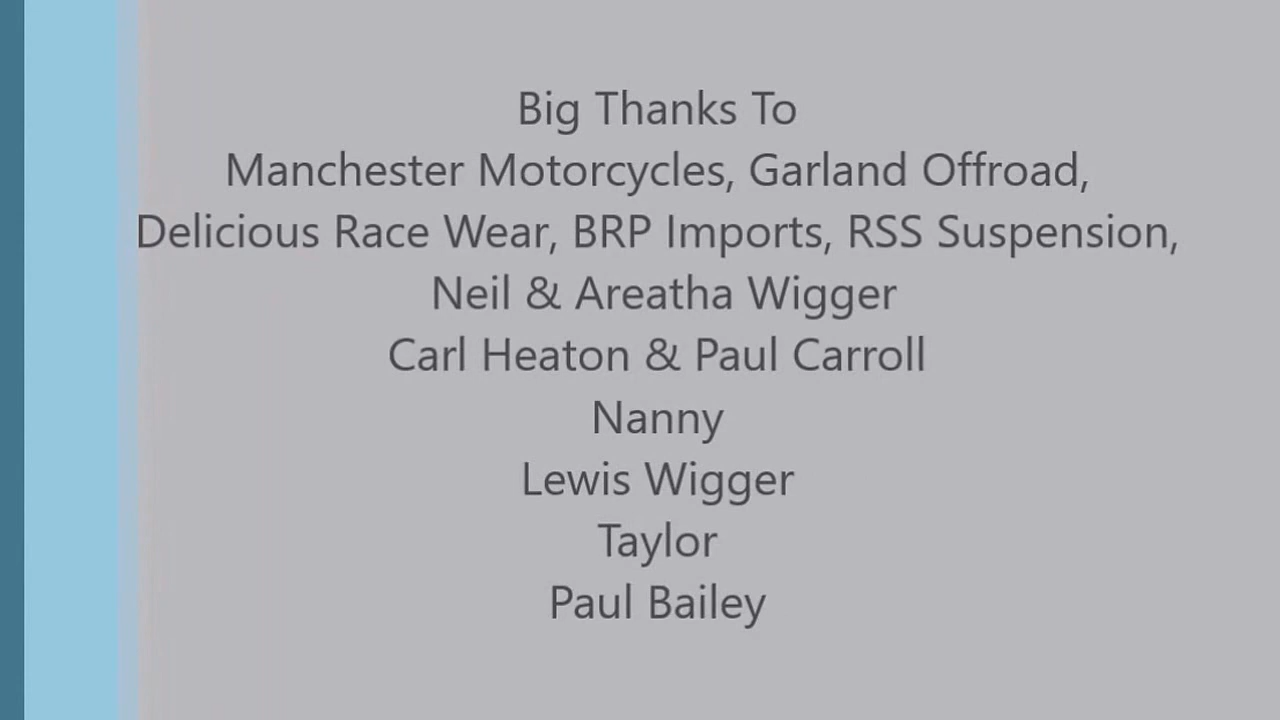 Big Thanks To
Manchester Motorcycles, Garland Offroad,
Delicious Race Wear, BRP Imports, RSS Suspension,
Neil & Areatha Wigger
Carl Heaton & Paul Carroll
Nanny
Lewis Wigger
Taylor
Paul Bailey